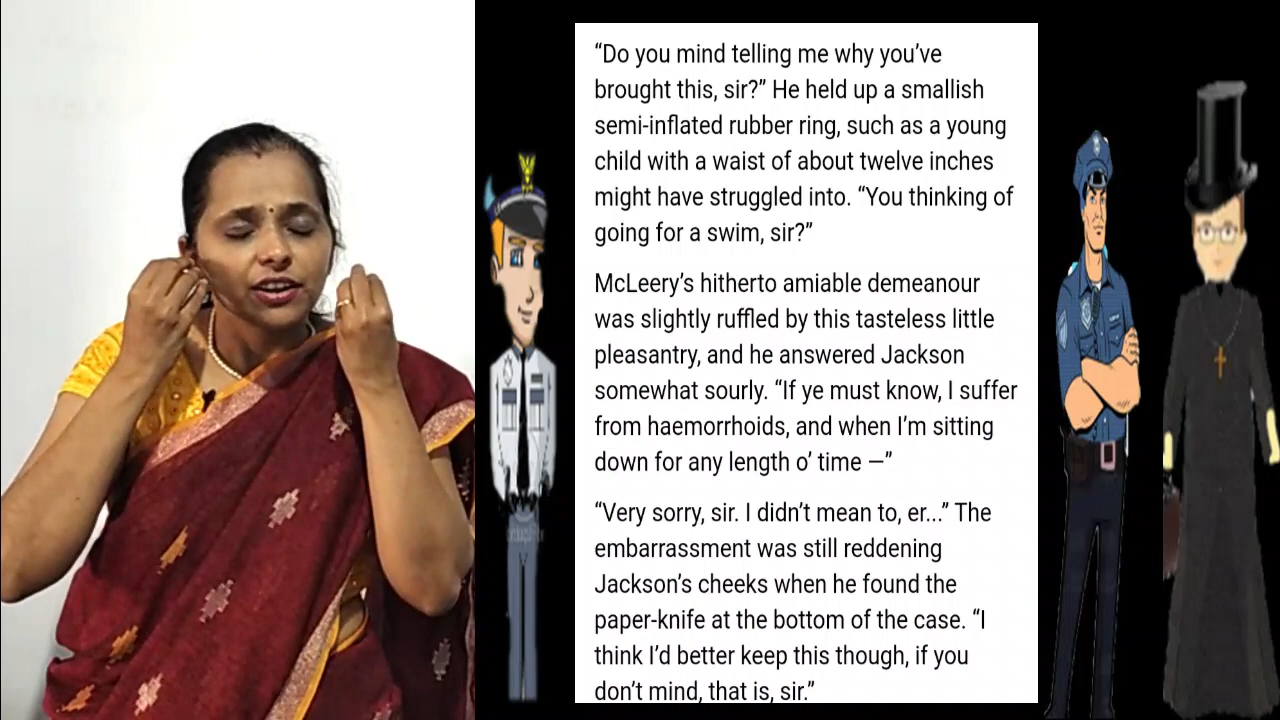 “Do you mind telling me why you’ve
brought this, sir?” He held up a smallish
semi-inflated rubber ring, such as a young
child with a waist of about twelve inches
might have struggled into. “You thinking of
going for a swim, sir?”
McLeery’s hitherto amiable demeanour
was slightly ruffled by this tasteless little
pleasantry, and he answered Jackson
somewhat sourly. “If ye must know, I suffer
from haemorrhoids, and when I’m sitting
down for any length o’ time —”
“Very sorry, sir. I didn’t mean to, er...” The
embarrassment was still reddening
Jackson’s cheeks when he found the
paper-knife at the bottom of the case. “I
think I’d better keep this though, if you
don’t mind, that is, sir.”